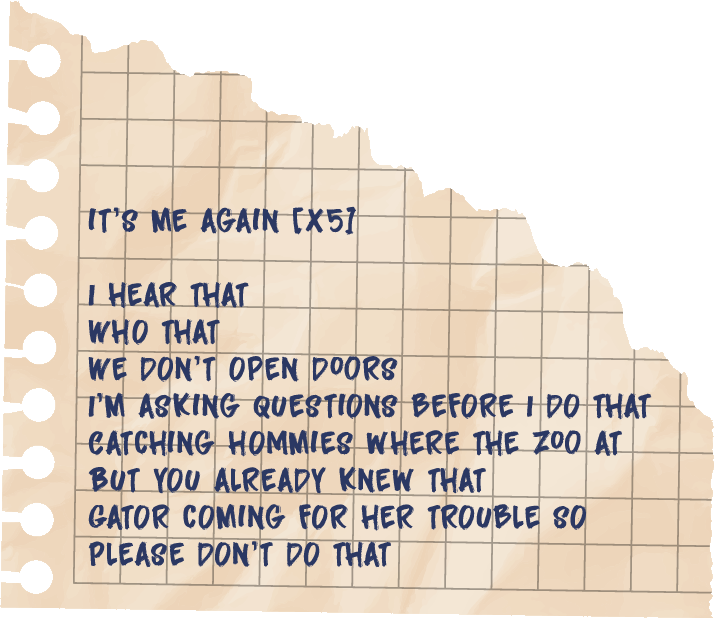 IT'S ME AGAIN [X5]
I HEAR THAT
WHO THAT
WE DON'T OPEN DOORS
I'M ASKING QUESTIONS BEFORE I DO THAT
CATCHING HOMMIES WHERE THE ZOO AT
BUT YOU ALREADY KNEW THAT
GATOR COMING FOR HER TROUBLE SO
PLEASE DON'T DO THAT